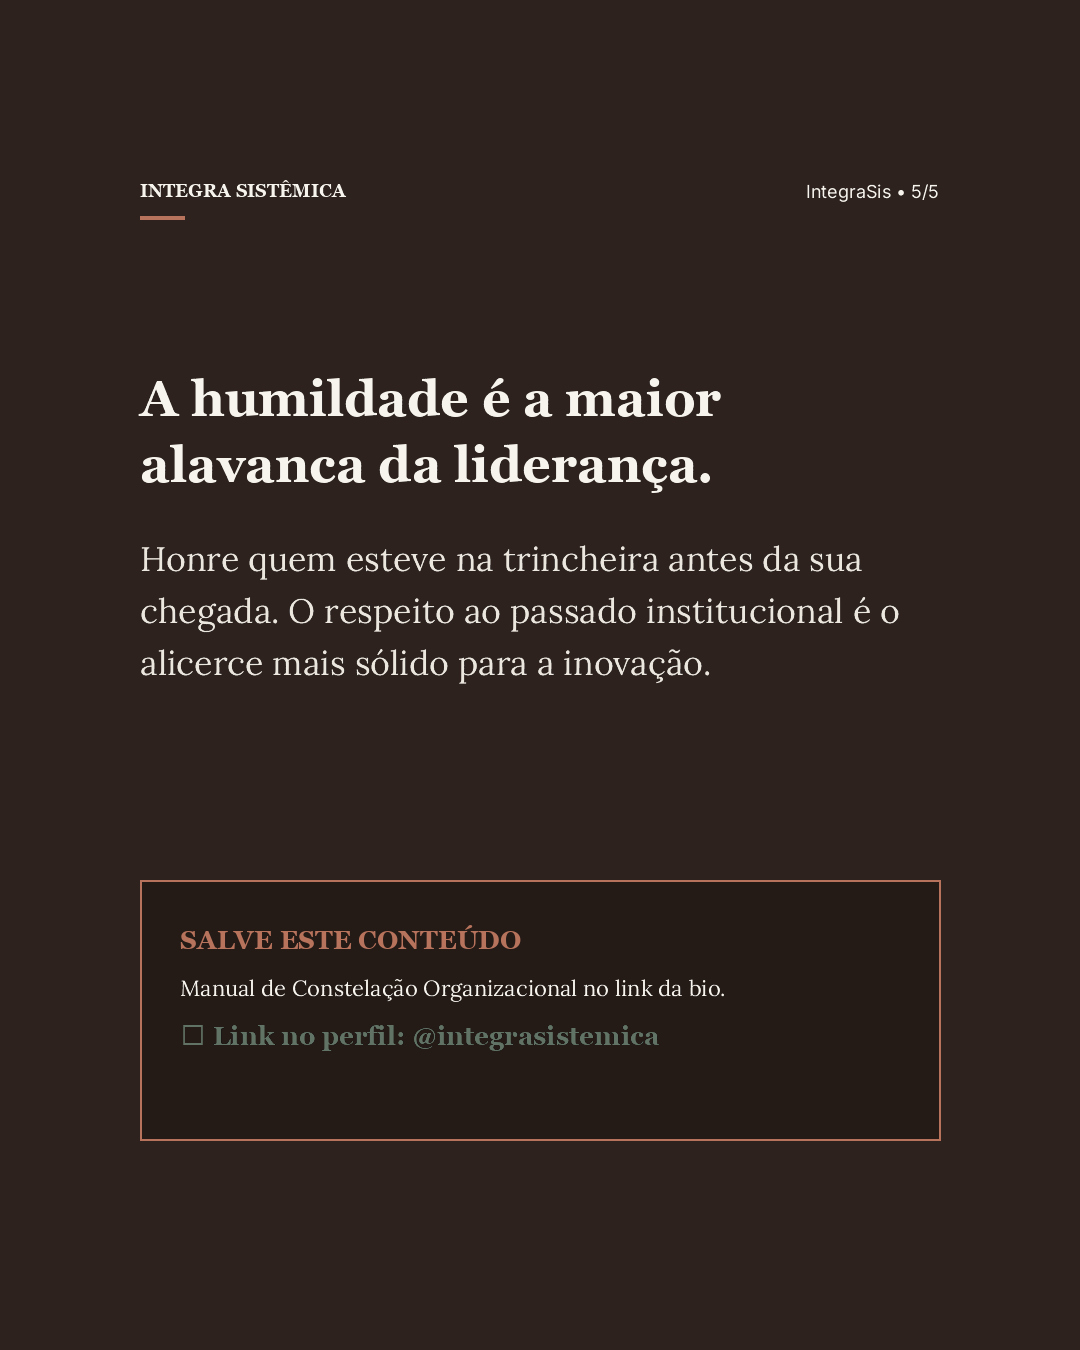 INTEGRA SISTÊMICA
IntegraSis • 5/5
A humildade é a maior
alavanca da liderança.
Honre quem esteve na trincheira antes da sua
chegada. O respeito ao passado institucional é o
alicerce mais sólido para a inovação.
SALVE ESTE CONTEÚDO
Manual de Constelação Organizacional no link da bio.
☐ Link no perfil: @integrasistemica